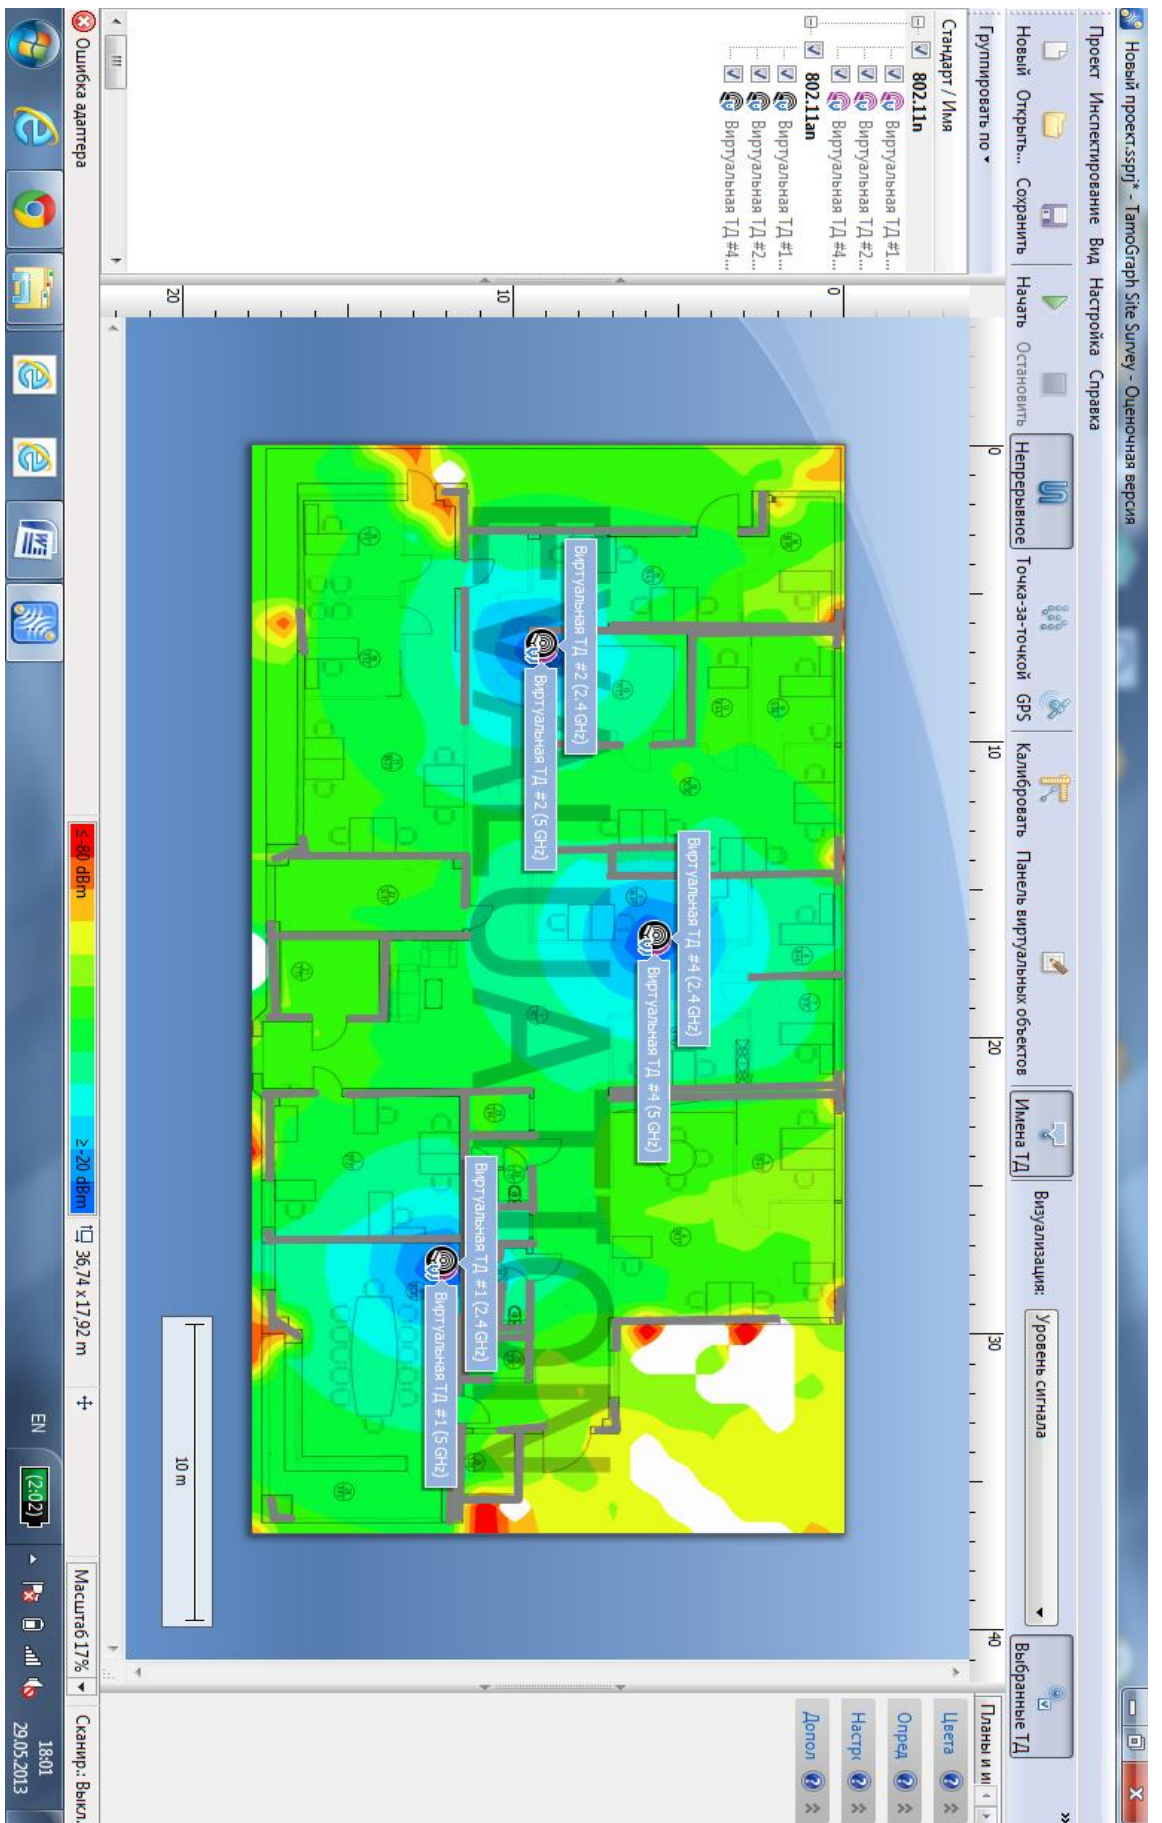 Новый проект.ssprj* - TamoGraph Site Survey - Оценочная версия
Проект Инспектирование Вид Настройка Справка
Новый Открыть... Сохранить Начать Остановить Непрерывное Точка-за-точкой GPS Калибровать Панель виртуальных объектов Имена ТД Визуализация: Уровень сигнала Выбранные ТД »
Группировать по
Стандарт / Имя
802.11n
Виртуальная ТД #1...
Виртуальная ТД #2...
Виртуальная ТД #4...
802.11an
Виртуальная ТД #1...
Виртуальная ТД #2...
Виртуальная ТД #4...
0 10 20 30 40
0
10
20
EVALUATION
Виртуальная ТД #4 (2.4 GHz)
Виртуальная ТД #4 (5 GHz)
Виртуальная ТД #2 (2.4 GHz)
Виртуальная ТД #2 (5 GHz)
Виртуальная ТД #1 (2.4 GHz)
Виртуальная ТД #1 (5 GHz)
10 m
Планы и и
Цвета
Опред
Настр
Допол
Ошибка адаптера
≤ -80 dBm ≥ -20 dBm 36,74 x 17,92 m Масштаб 17% Сканир.: Выкл.
EN (2:02) 18:01
29.05.2013